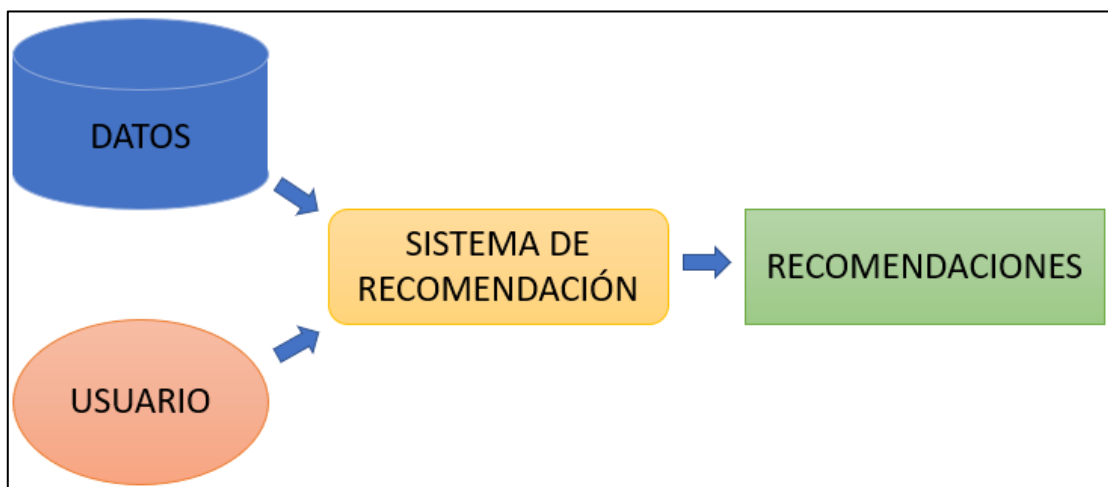 DATOS
SISTEMA DE
RECOMENDACIÓN
RECOMENDACIONES
USUARIO